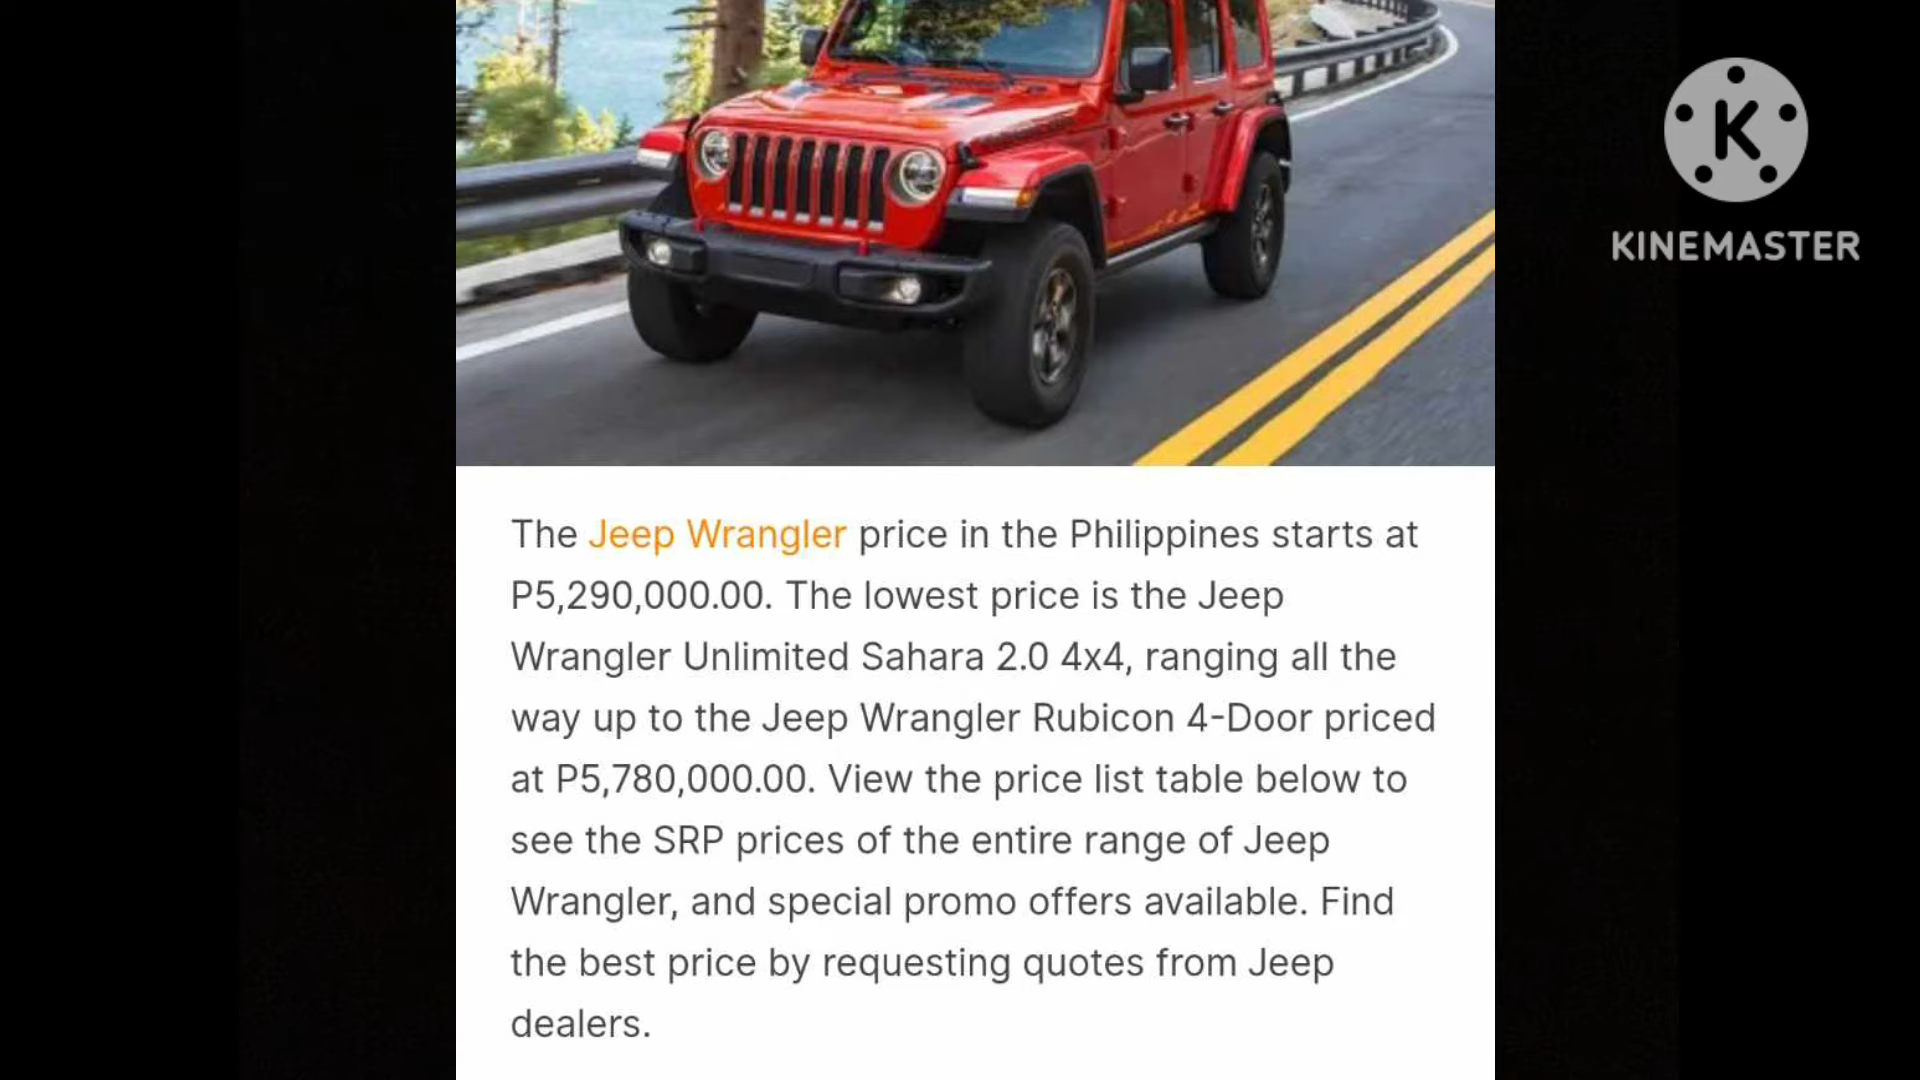 K
KINEMASTER
The Jeep Wrangler price in the Philippines starts at
P5,290,000.00. The lowest price is the Jeep
Wrangler Unlimited Sahara 2.0 4x4, ranging all the
way up to the Jeep Wrangler Rubicon 4-Door priced
at P5,780,000.00. View the price list table below to
see the SRP prices of the entire range of Jeep
Wrangler, and special promo offers available. Find
the best price by requesting quotes from Jeep
dealers.